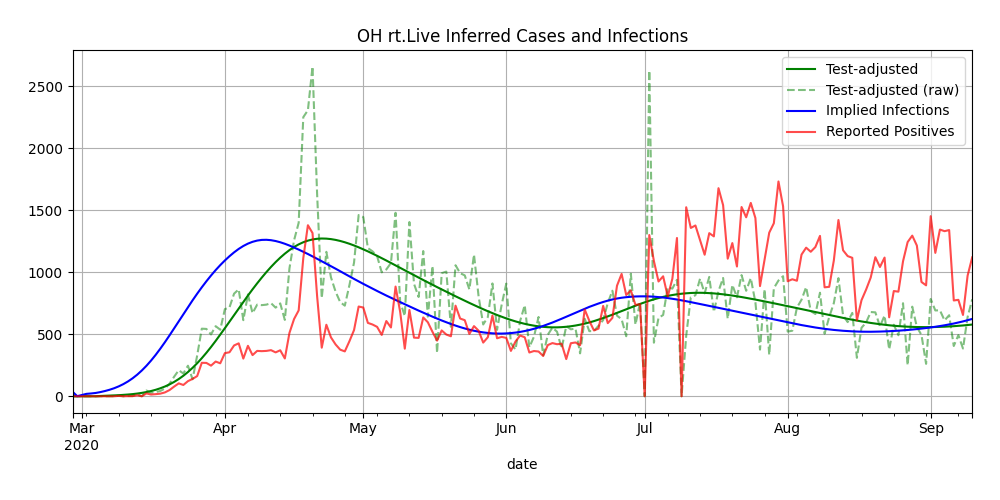 OH rt.Live Inferred Cases and Infections
Test-adjusted
Test-adjusted (raw)
Implied Infections
Reported Positives
2500
2000
1500
1000
500
0
Mar Apr May Jun Jul Aug Sep
2020
date